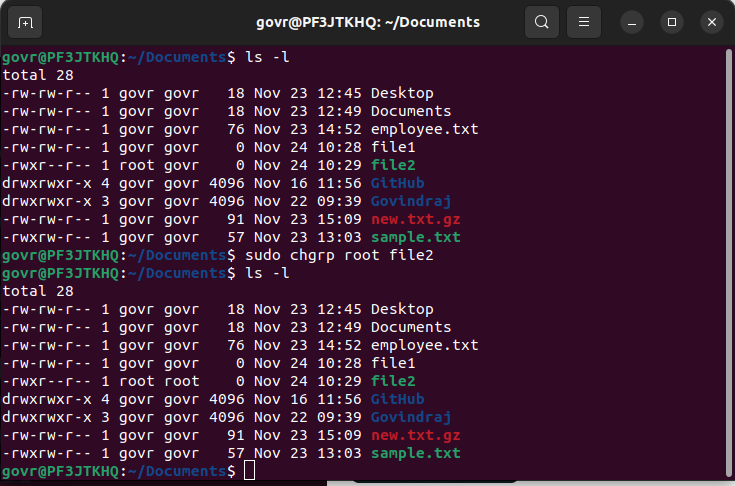 govr@PF3JTKHQ: ~/Documents
govr@PF3JTKHQ:~/Documents$ ls -l
total 28
-rw-rw-r-- 1 govr govr   18 Nov 23 12:45 Desktop
-rw-rw-r-- 1 govr govr   18 Nov 23 12:49 Documents
-rw-rw-r-- 1 govr govr   76 Nov 23 14:52 employee.txt
-rw-rw-r-- 1 govr govr    0 Nov 24 10:28 file1
-rwxr--r-- 1 root govr    0 Nov 24 10:29 file2
drwxrwxr-x 4 govr govr 4096 Nov 16 11:56 GitHub
drwxrwxr-x 3 govr govr 4096 Nov 22 09:39 Govindraj
-rw-rw-r-- 1 govr govr   91 Nov 23 15:09 new.txt.gz
-rwxrw-r-- 1 govr govr   57 Nov 23 13:03 sample.txt
govr@PF3JTKHQ:~/Documents$ sudo chgrp root file2
govr@PF3JTKHQ:~/Documents$ ls -l
total 28
-rw-rw-r-- 1 govr govr   18 Nov 23 12:45 Desktop
-rw-rw-r-- 1 govr govr   18 Nov 23 12:49 Documents
-rw-rw-r-- 1 govr govr   76 Nov 23 14:52 employee.txt
-rw-rw-r-- 1 govr govr    0 Nov 24 10:28 file1
-rwxr--r-- 1 root root    0 Nov 24 10:29 file2
drwxrwxr-x 4 govr govr 4096 Nov 16 11:56 GitHub
drwxrwxr-x 3 govr govr 4096 Nov 22 09:39 Govindraj
-rw-rw-r-- 1 govr govr   91 Nov 23 15:09 new.txt.gz
-rwxrw-r-- 1 govr govr   57 Nov 23 13:03 sample.txt
govr@PF3JTKHQ:~/Documents$